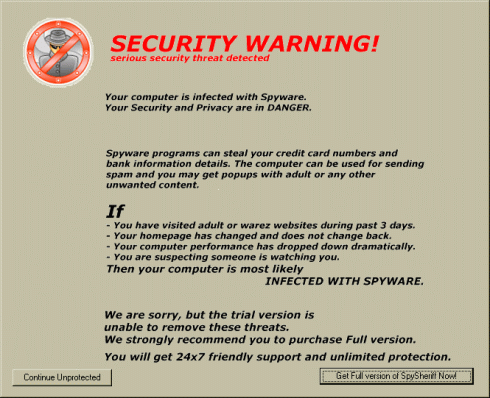 SECURITY WARNING!
serious security threat detected
Your computer is infected with Spyware.
Your Security and Privacy are in DANGER.
Spyware programs can steal your credit card numbers and
bank information details. The computer can be used for sending
spam and you may get popups with adult or any other
unwanted content.
If
- You have visited adult or warez websites during past 3 days.
- Your homepage has changed and does not change back.
- Your computer performance has dropped down dramatically.
- You are suspecting someone is watching you.
Then your computer is most likely
INFECTED WITH SPYWARE.
We are sorry, but the trial version is
unable to remove these threats.
We strongly recommend you to purchase Full version.
You will get 24x7 friendly support and unlimited protection.
Continue Unprotected
Get Full version of SpySheriff Now!